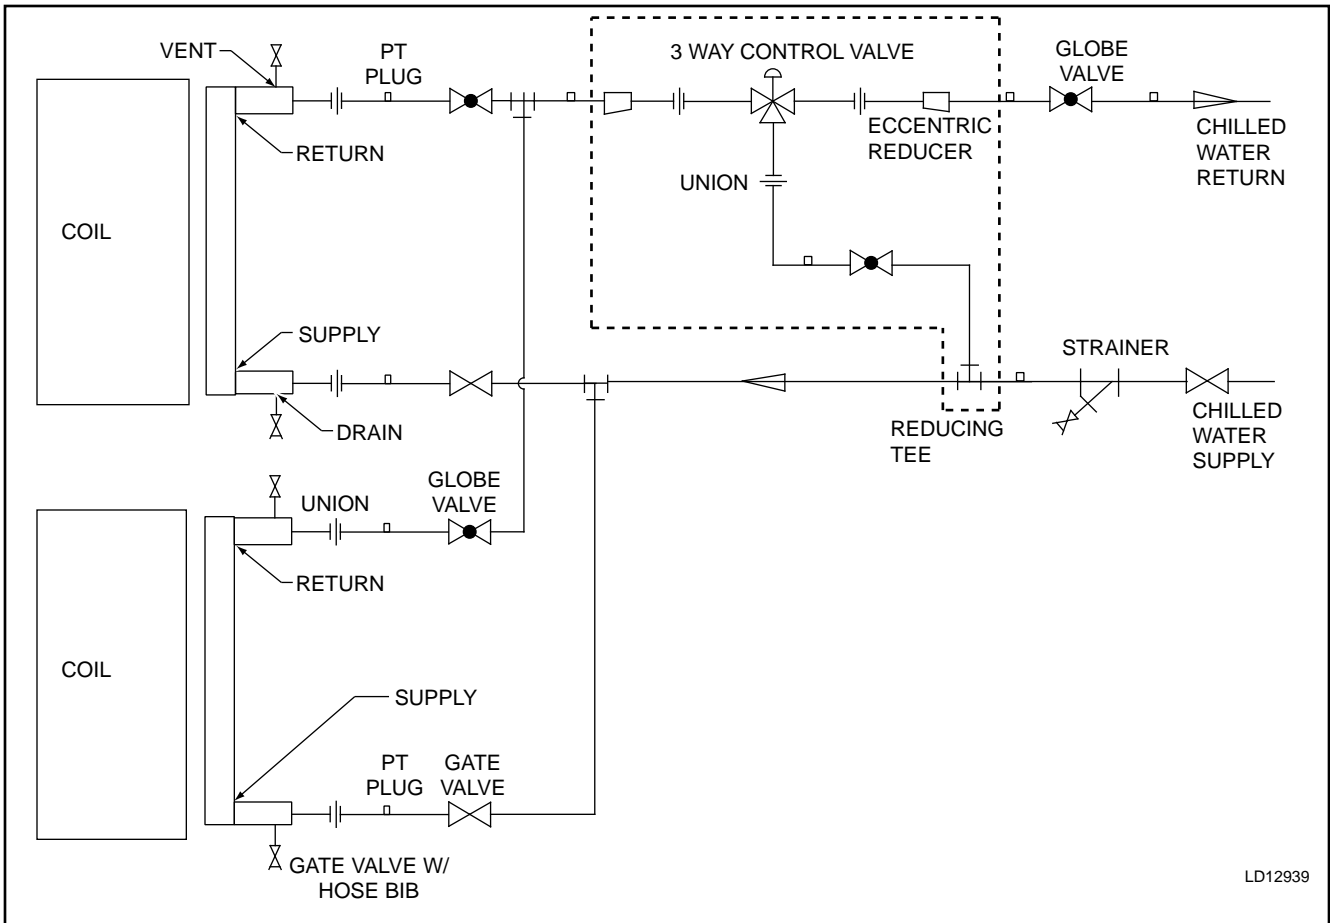 VENT
PT
PLUG
3 WAY CONTROL VALVE
GLOBE
VALVE
RETURN
ECCENTRIC
REDUCER
CHILLED
WATER
RETURN
UNION
COIL
SUPPLY
STRAINER
DRAIN
REDUCING
TEE
CHILLED
WATER
SUPPLY
UNION
GLOBE
VALVE
RETURN
COIL
SUPPLY
PT
PLUG
GATE
VALVE
GATE VALVE W/
HOSE BIB
LD12939